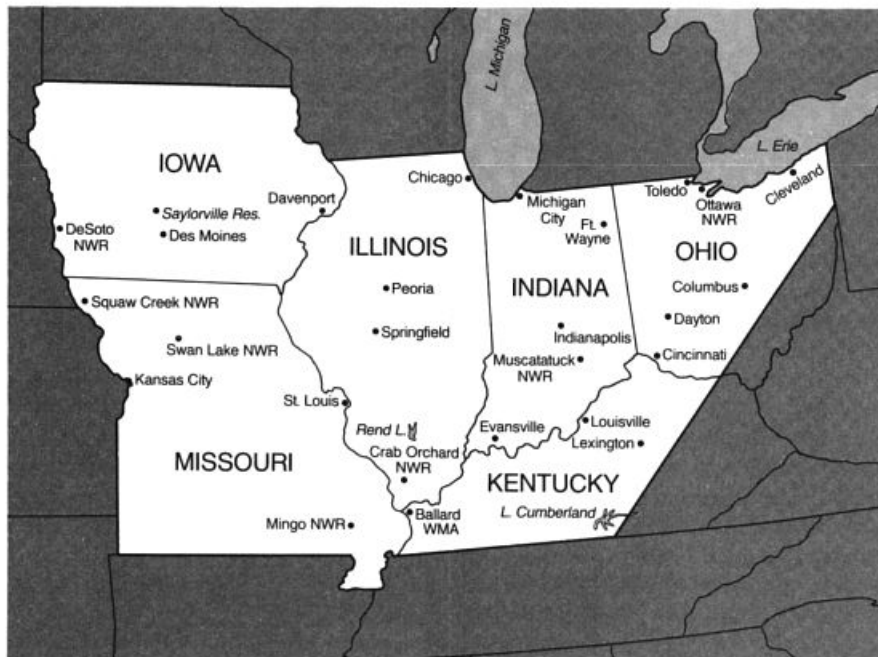 L. Michigan
L. Erie
IOWA
Chicago
Toledo
Cleveland
Davenport
Michigan
City
Ottawa
NWR
Saylorville Res.
DeSoto
NWR
Des Moines
Ft.
Wayne
ILLINOIS
OHIO
Peoria
INDIANA
Columbus
Squaw Creek NWR
Springfield
Indianapolis
Dayton
Swan Lake NWR
Muscatatuck
NWR
Cincinnati
Kansas City
St. Louis
Rend L.
Evansville
Louisville
Lexington
Crab Orchard
NWR
MISSOURI
KENTUCKY
Mingo NWR
Ballard
WMA
L. Cumberland